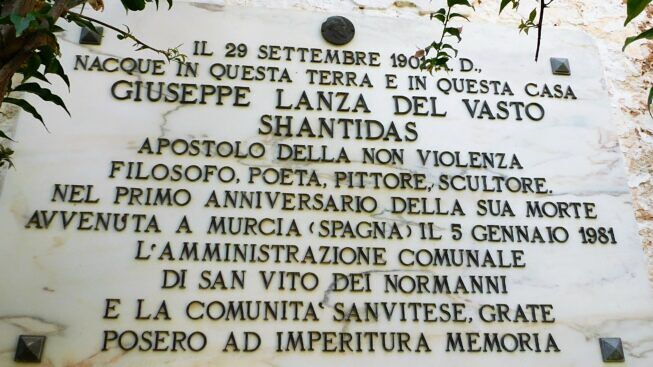 IL 29 SETTEMBRE 190 A.D.,
NACQUE IN QUESTA TERRA E IN QUESTA CASA
GIUSEPPE LANZA DEL VASTO
SHANTIDAS
APOSTOLO DELLA NON VIOLENZA
FILOSOFO, POETA, PITTORE, SCULTORE.
NEL PRIMO ANNIVERSARIO DELLA SUA MORTE
AVVENUTA A MURCIA (SPAGNA) IL 5 GENNAIO 1981
L'AMMINISTRAZIONE COMUNALE
DI SAN VITO DEI NORMANNI
E LA COMUNITA' SANVITESE, GRATE
POSERO AD IMPERITURA MEMORIA